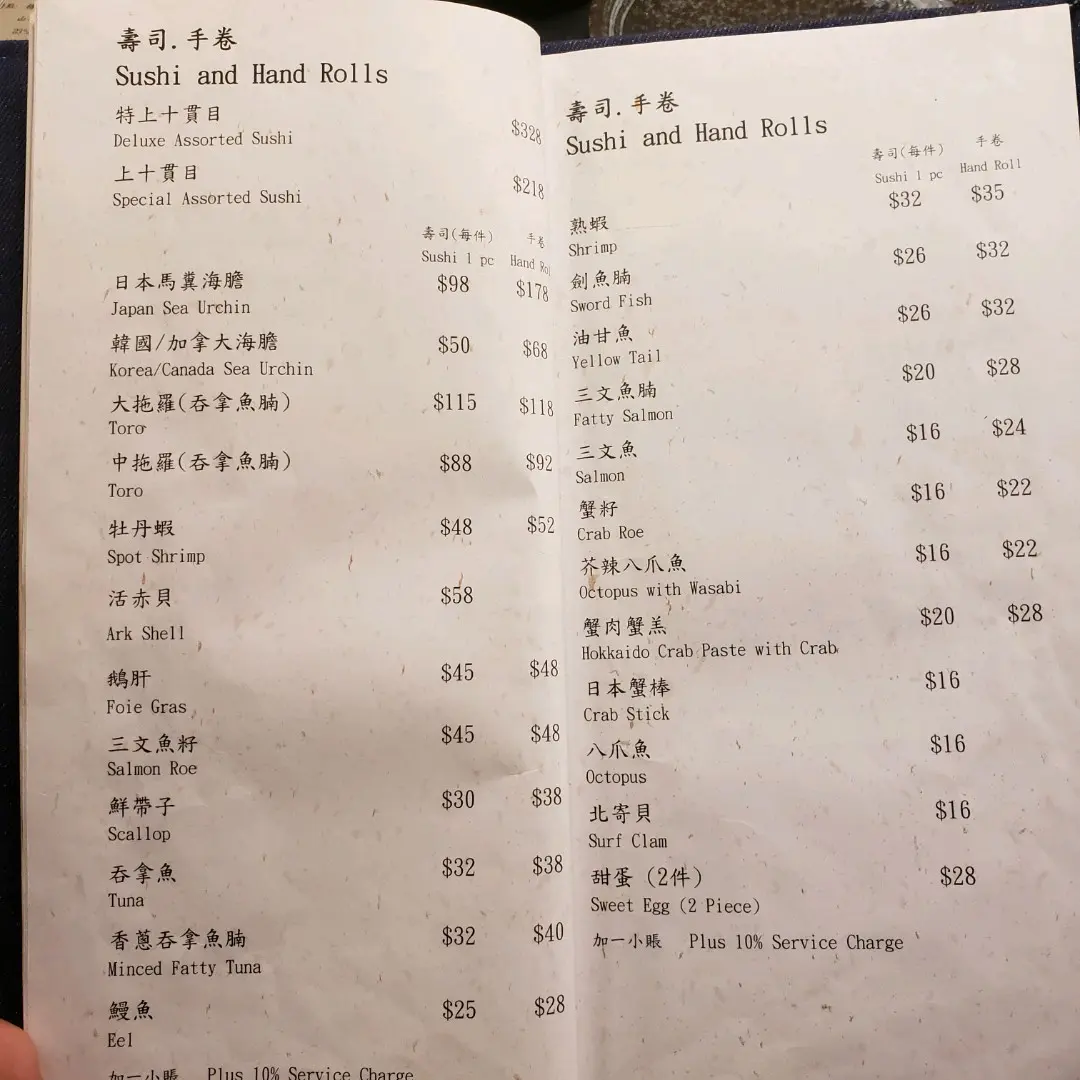 壽司.手卷
Sushi and Hand Rolls
特上十貫目
Deluxe Assorted Sushi $328
上十貫目
Special Assorted Sushi $218
壽司(每件) 手卷
Sushi 1 pc Hand Rol
日本馬糞海膽 $98 $178
Japan Sea Urchin
韓國/加拿大海膽 $50 $68
Korea/Canada Sea Urchin
大拖羅(吞拿魚腩) $115 $118
Toro
中拖羅(吞拿魚腩) $88 $92
Toro
牡丹蝦 $48 $52
Spot Shrimp
活赤貝 $58
Ark Shell
鵝肝 $45 $48
Foie Gras
三文魚籽 $45 $48
Salmon Roe
鮮帶子 $30 $38
Scallop
吞拿魚 $32 $38
Tuna
香蔥吞拿魚腩 $32 $40
Minced Fatty Tuna
鰻魚 $25 $28
Eel
加一小賬 Plus 10% Service Charge
壽司.手卷
Sushi and Hand Rolls
壽司(每件) 手卷
Sushi 1 pc Hand Roll
$32 $35
熟蝦
Shrimp
$26 $32
劍魚腩
Sword Fish
$26 $32
油甘魚
Yellow Tail
$20 $28
三文魚腩
Fatty Salmon
$16 $24
三文魚
Salmon
$16 $22
蟹籽
Crab Roe
$16 $22
芥辣八爪魚
Octopus with Wasabi
$20 $28
蟹肉蟹羔
Hokkaido Crab Paste with Crab
日本蟹棒 $16
Crab Stick
八爪魚 $16
Octopus
北寄貝 $16
Surf Clam
甜蛋 (2件) $28
Sweet Egg (2 Piece)
加一小賬 Plus 10% Service Charge